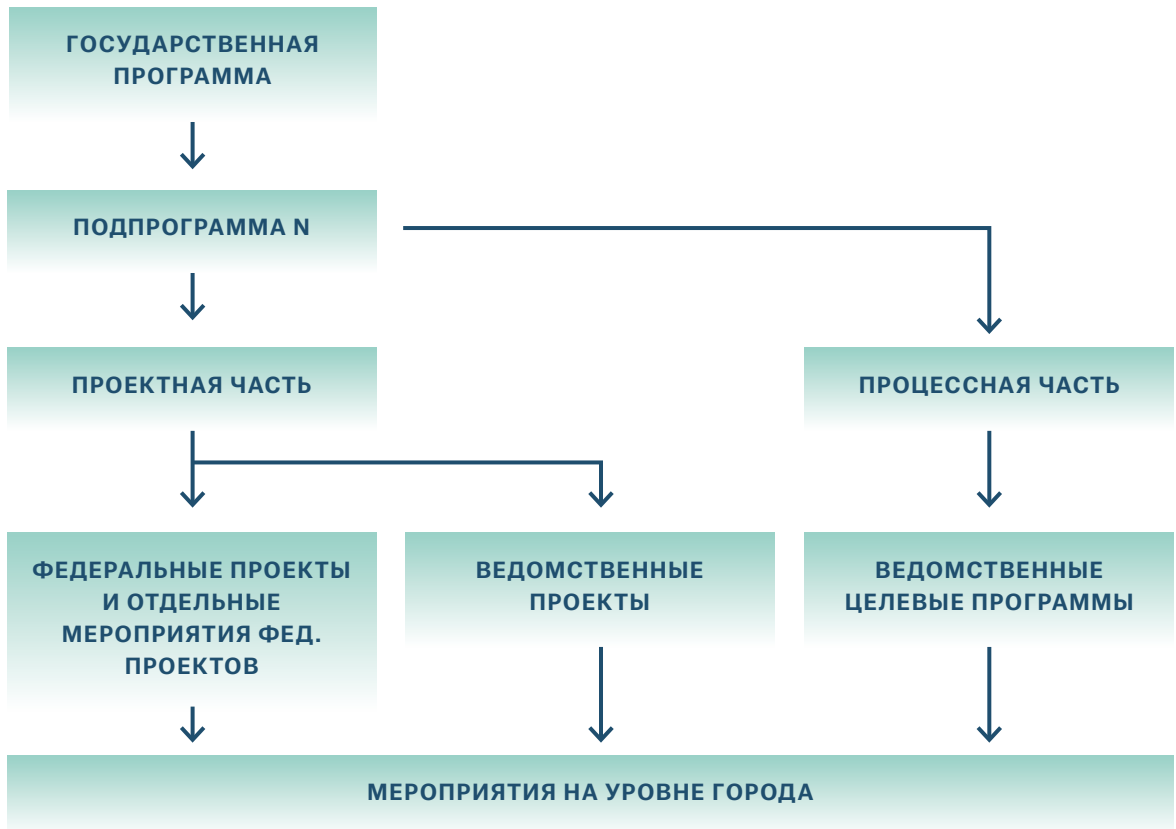 ГОСУДАРСТВЕННАЯ
ПРОГРАММА
ПОДПРОГРАММА N
ПРОЕКТНАЯ ЧАСТЬ
ПРОЦЕССНАЯ ЧАСТЬ
ФЕДЕРАЛЬНЫЕ ПРОЕКТЫ
И ОТДЕЛЬНЫЕ
МЕРОПРИЯТИЯ ФЕД.
ПРОЕКТОВ
ВЕДОМСТВЕННЫЕ
ПРОЕКТЫ
ВЕДОМСТВЕННЫЕ
ЦЕЛЕВЫЕ ПРОГРАММЫ
МЕРОПРИЯТИЯ НА УРОВНЕ ГОРОДА